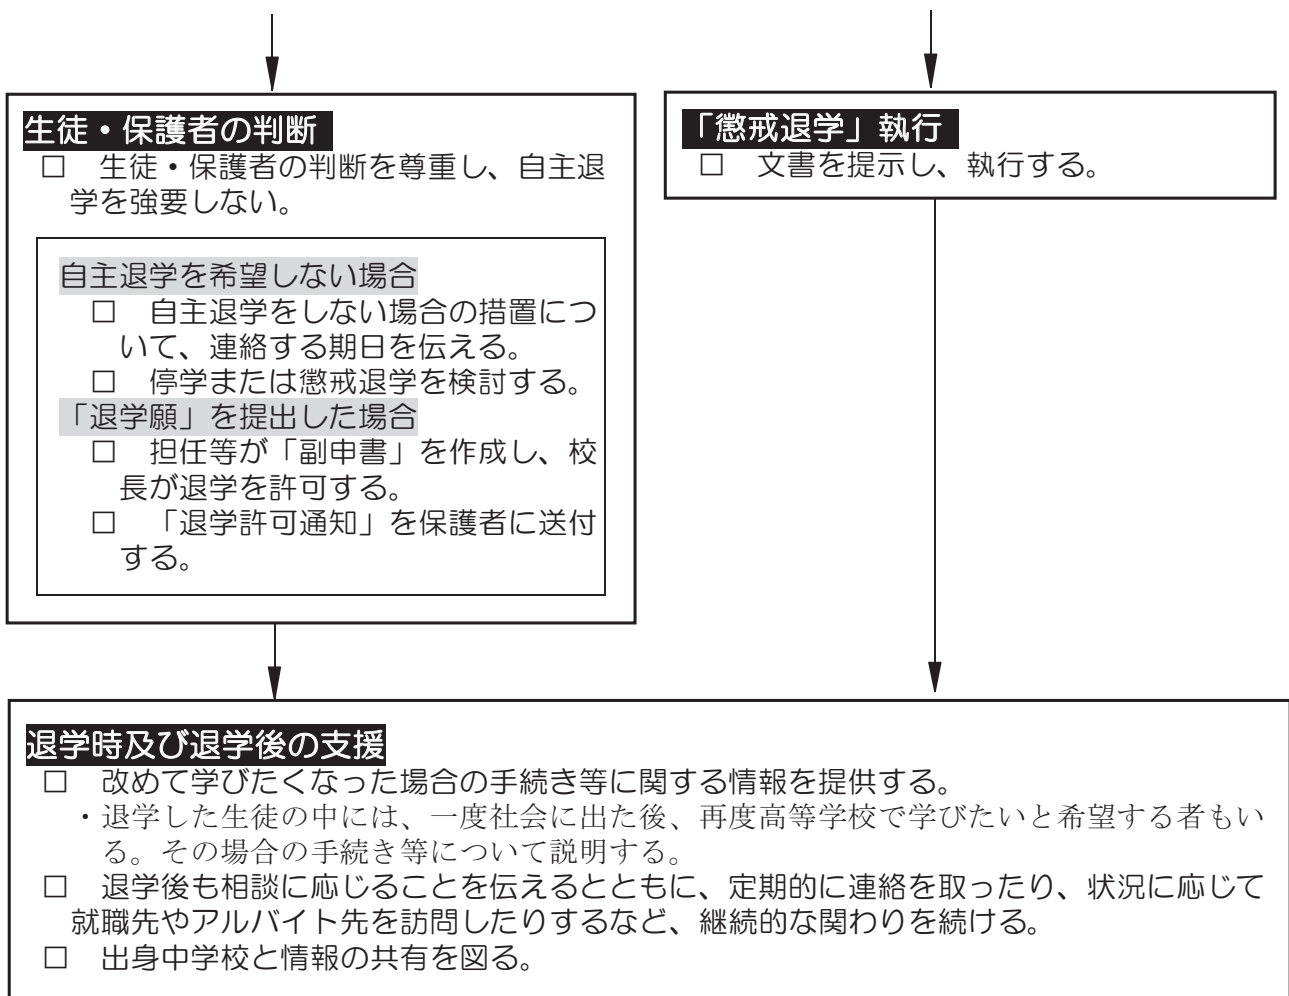 生徒・保護者の判断
□　生徒・保護者の判断を尊重し、自主退
学を強要しない。
自主退学を希望しない場合
□　自主退学をしない場合の措置につ
いて、連絡する期日を伝える。
□　停学または懲戒退学を検討する。
「退学願」を提出した場合
□　担任等が「副申書」を作成し、校
長が退学を許可する。
□　「退学許可通知」を保護者に送付
する。
「懲戒退学」執行
□　文書を提示し、執行する。
退学時及び退学後の支援
□　改めて学びたくなった場合の手続き等に関する情報を提供する。
・退学した生徒の中には、一度社会に出た後、再度高等学校で学びたいと希望する者もい
る。その場合の手続き等について説明する。
□　退学後も相談に応じることを伝えるとともに、定期的に連絡を取ったり、状況に応じて
就職先やアルバイト先を訪問したりするなど、継続的な関わりを続ける。
□　出身中学校と情報の共有を図る。